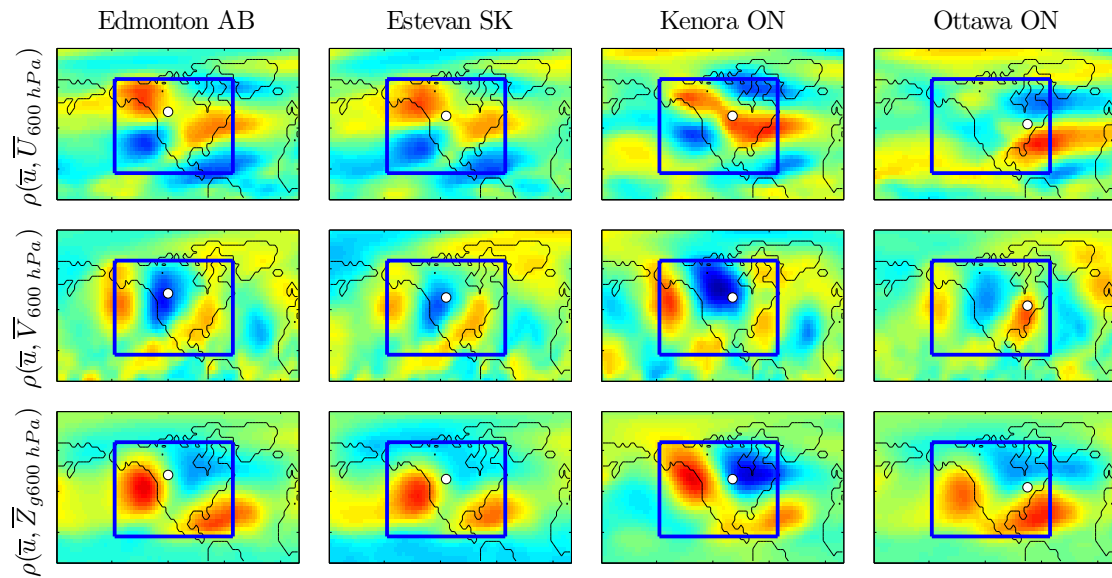 Edmonton AB Estevan SK Kenora ON Ottawa ON
ρ(u̅, U̅₆₀₀ ₕPₐ)
ρ(u̅, V̅₆₀₀ ₕPₐ)
ρ(u̅, Z̅g600 hPa)